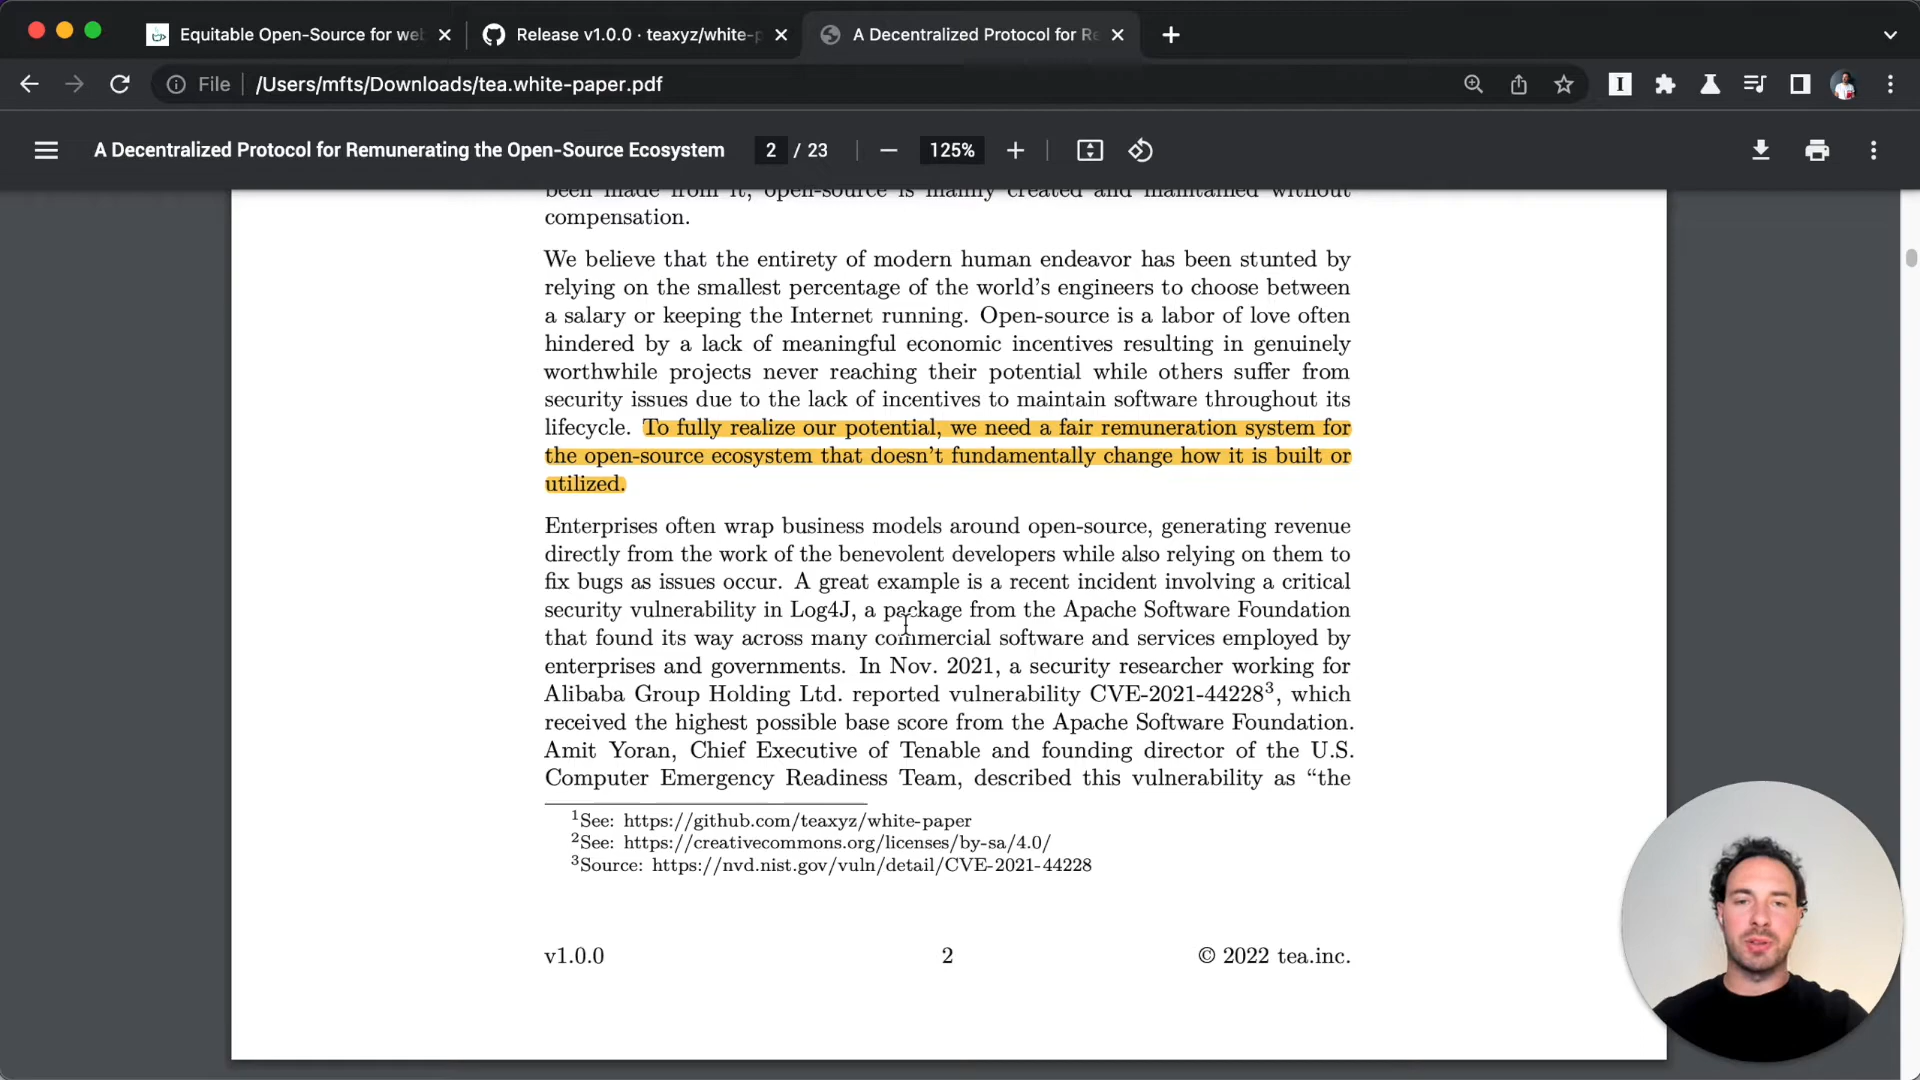 Equitable Open-Source for we
Release v1.0.0 · teaxyz/white-p
A Decentralized Protocol for Re
File
/Users/mfts/Downloads/tea.white-paper.pdf
A Decentralized Protocol for Remunerating the Open-Source Ecosystem
2 / 23
125%
been made from it, open-source is mainly created and maintained without
compensation.
We believe that the entirety of modern human endeavor has been stunted by
relying on the smallest percentage of the world's engineers to choose between
a salary or keeping the Internet running. Open-source is a labor of love often
hindered by a lack of meaningful economic incentives resulting in genuinely
worthwhile projects never reaching their potential while others suffer from
security issues due to the lack of incentives to maintain software throughout its
lifecycle. To fully realize our potential, we need a fair remuneration system for
the open-source ecosystem that doesn't fundamentally change how it is built or
utilized.
Enterprises often wrap business models around open-source, generating revenue
directly from the work of the benevolent developers while also relying on them to
fix bugs as issues occur. A great example is a recent incident involving a critical
security vulnerability in Log4J, a package from the Apache Software Foundation
that found its way across many commercial software and services employed by
enterprises and governments. In Nov. 2021, a security researcher working for
Alibaba Group Holding Ltd. reported vulnerability CVE-2021-44228³, which
received the highest possible base score from the Apache Software Foundation.
Amit Yoran, Chief Executive of Tenable and founding director of the U.S.
Computer Emergency Readiness Team, described this vulnerability as “the
¹See: https://github.com/teaxyz/white-paper
²See: https://creativecommons.org/licenses/by-sa/4.0/
³Source: https://nvd.nist.gov/vuln/detail/CVE-2021-44228
v1.0.0
2
© 2022 tea.inc.